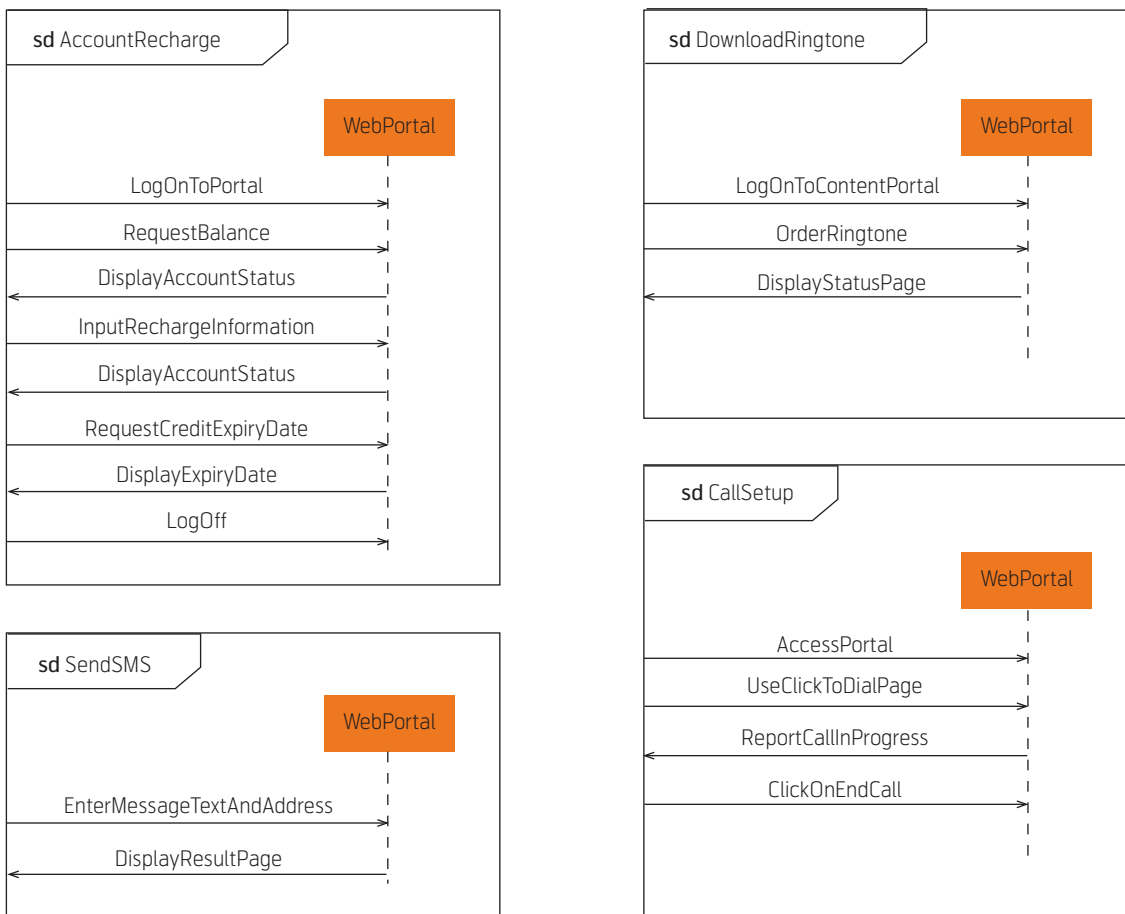 sd AccountRecharge
WebPortal
LogOnToPortal
RequestBalance
DisplayAccountStatus
InputRechargeInformation
DisplayAccountStatus
RequestCreditExpiryDate
DisplayExpiryDate
LogOff
sd SendSMS
WebPortal
EnterMessageTextAndAddress
DisplayResultPage
sd DownloadRingtone
WebPortal
LogOnToContentPortal
OrderRingtone
DisplayStatusPage
sd CallSetup
WebPortal
AccessPortal
UseClickToDialPage
ReportCallInProgress
ClickOnEndCall